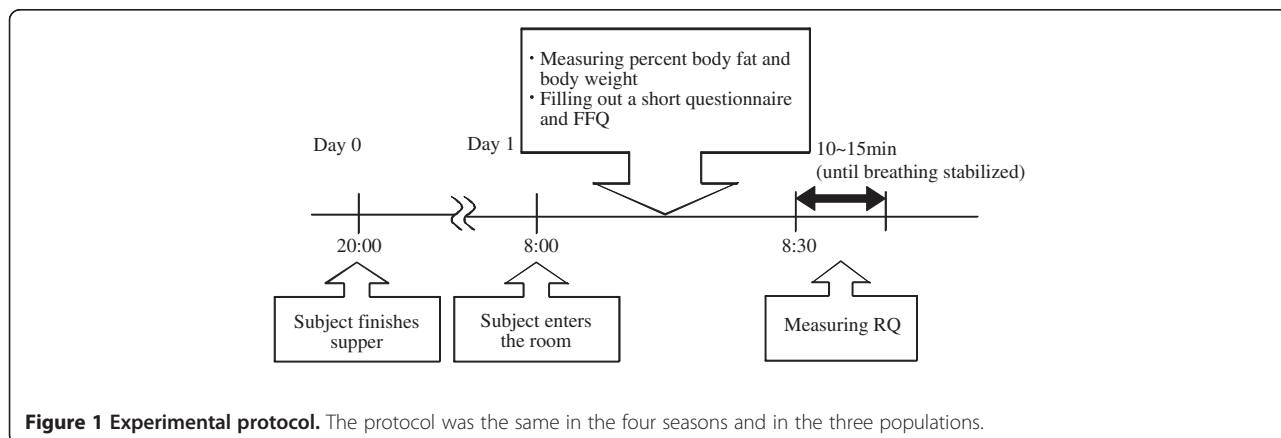 ・Measuring percent body fat and
body weight
・Filling out a short questionnaire
and FFQ
Day 0
Day 1
10~15min
(until breathing stabilized)
20:00
8:00
8:30
Subject finishes
supper
Subject enters
the room
Measuring RQ
Figure 1 Experimental protocol. The protocol was the same in the four seasons and in the three populations.